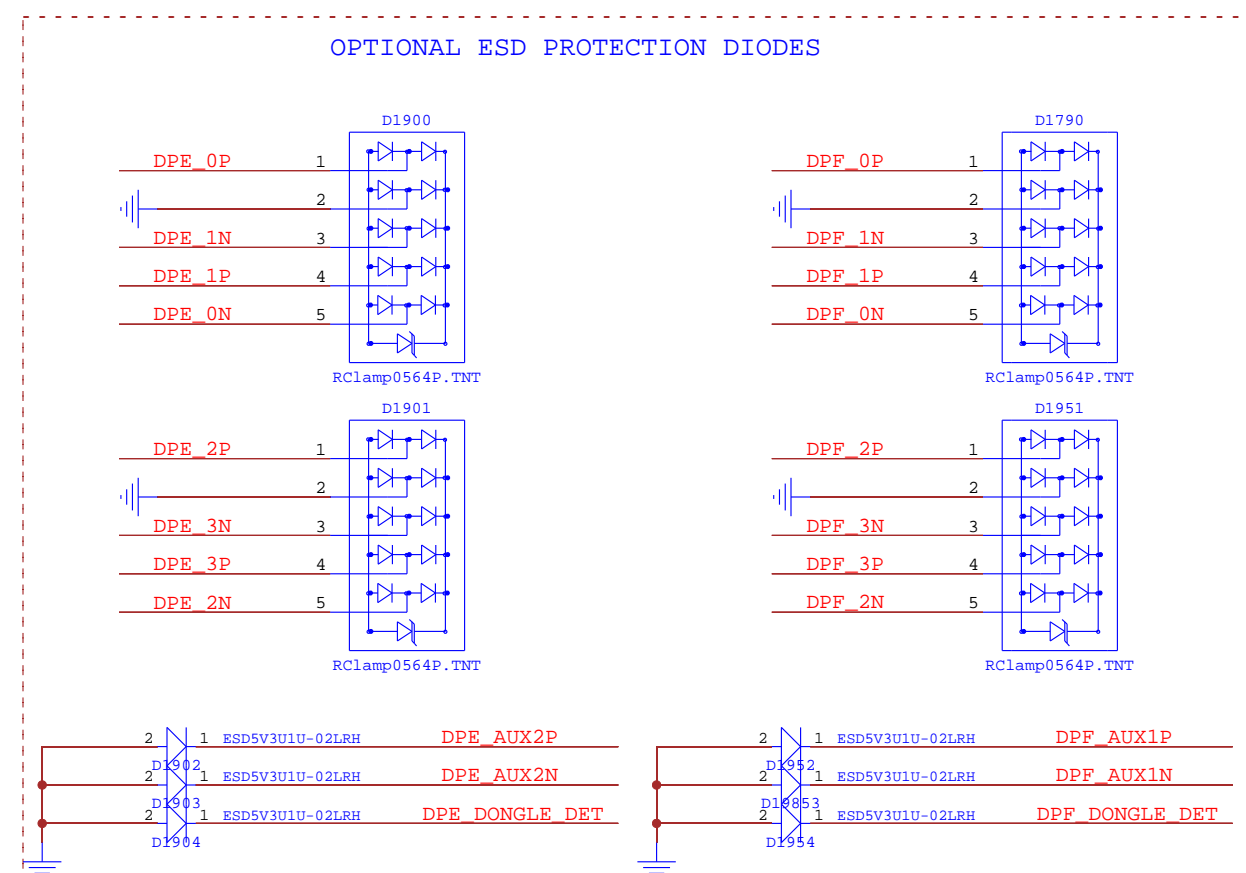 OPTIONAL ESD PROTECTION DIODES
D1900
DPE_0P 1
2
DPE_1N 3
DPE_1P 4
DPE_0N 5
RClamp0564P.TNT
D1790
DPF_0P 1
2
DPF_1N 3
DPF_1P 4
DPF_0N 5
RClamp0564P.TNT
D1901
DPE_2P 1
2
DPE_3N 3
DPE_3P 4
DPE_2N 5
RClamp0564P.TNT
D1951
DPF_2P 1
2
DPF_3N 3
DPF_3P 4
DPF_2N 5
RClamp0564P.TNT
2 1 ESD5V3U1U-02LRH DPE_AUX2P
D1902
2 1 ESD5V3U1U-02LRH DPE_AUX2N
D1903
2 1 ESD5V3U1U-02LRH DPE_DONGLE_DET
D1904
2 1 ESD5V3U1U-02LRH DPF_AUX1P
D1952
2 1 ESD5V3U1U-02LRH DPF_AUX1N
D19853
2 1 ESD5V3U1U-02LRH DPF_DONGLE_DET
D1954